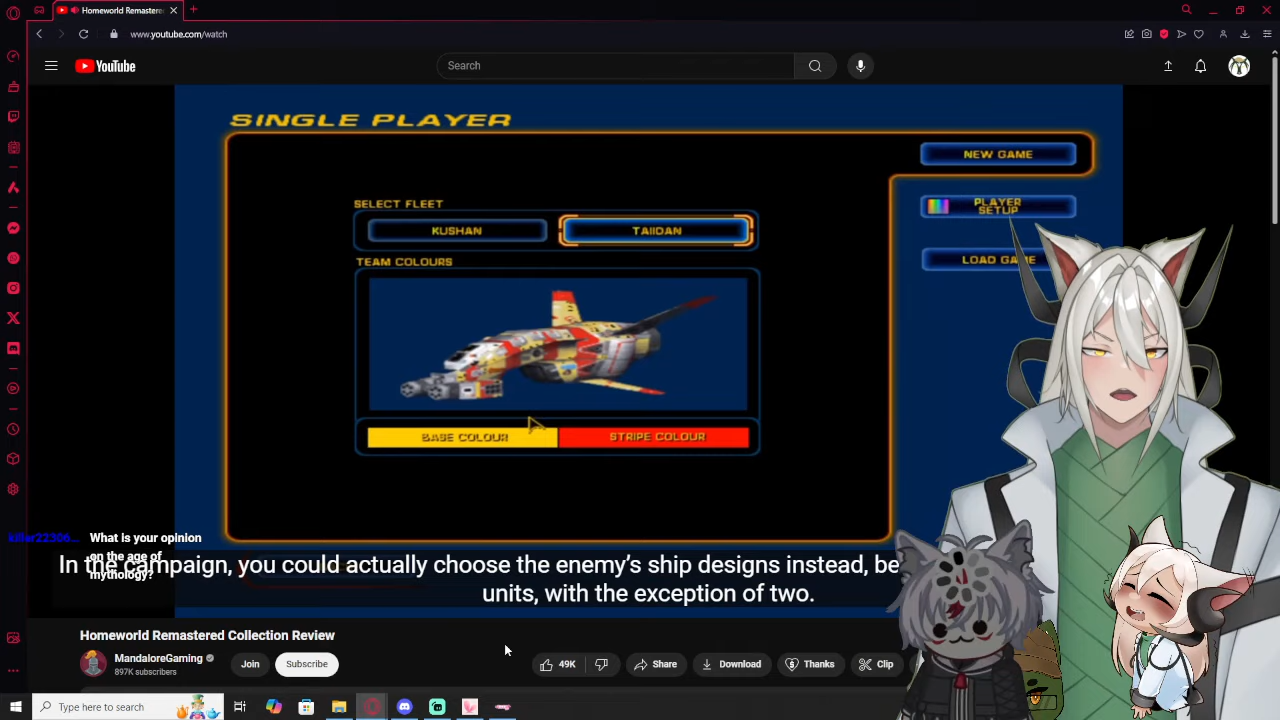 Homeworld Remastered
www.youtube.com/watch
YouTube
Search
SINGLE PLAYER
NEW GAME
SELECT FLEET
PLAYER
SETUP
KUSHAN
TAIIDAN
TEAM COLOURS
LOAD GAME
BASE COLOUR
STRIPE COLOUR
killer22306... What is your opinion
on the age of
mythology?
In the campaign, you could actually choose the enemy’s ship designs instead, be
units, with the exception of two.
Homeworld Remastered Collection Review
MandaloreGaming
897K subscribers
Join
Subscribe
49K
Share
Download
Thanks
Clip
Type here to search